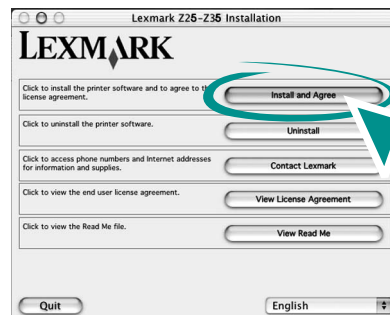 Lexmark Z25-Z35 Installation
LEXMARK
Click to install the printer software and to agree to
license agreement.
Install and Agree
Click to uninstall the printer software.
Uninstall
Click to access phone numbers and Internet addresses
for information and supplies.
Contact Lexmark
Click to view the end user license agreement.
View License Agreement
Click to view the Read Me file.
View Read Me
Quit
English